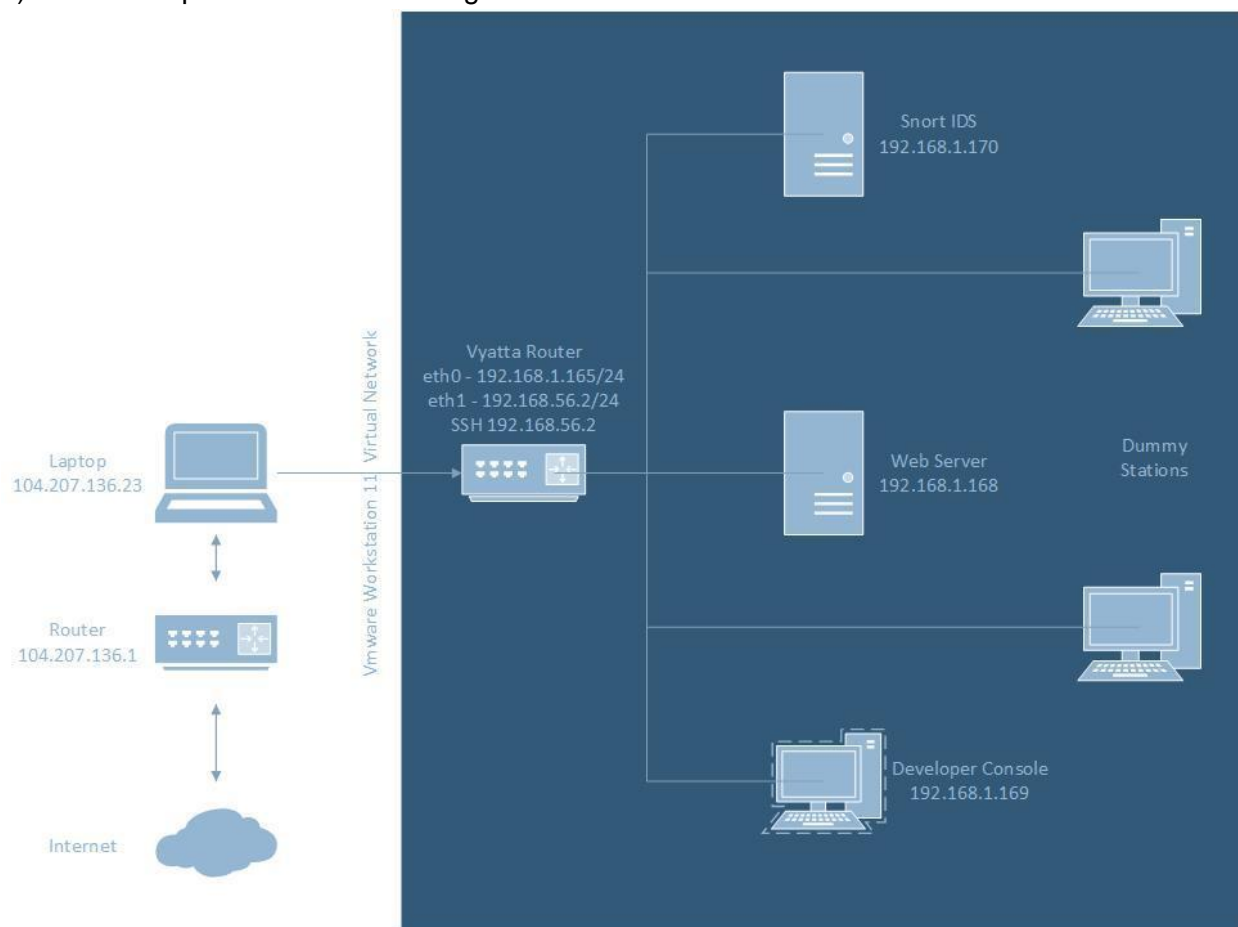 Snort IDS
192.168.1.170
Vyatta Router
eth0 - 192.168.1.165/24
eth1 - 192.168.56.2/24
SSH 192.168.56.2
Vmware Workstation 11 Virtual Network
Laptop
104.207.136.23
Web Server
192.168.1.168
Dummy
Stations
Router
104.207.136.1
Developer Console
192.168.1.169
Internet